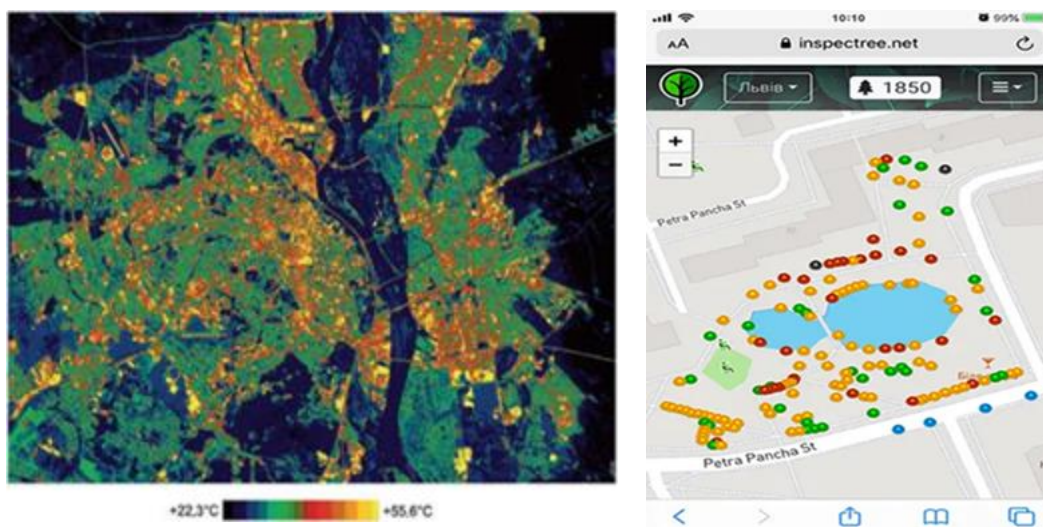 +22,3°C
+55,6°C
10:10
99%
AA
inspectree.net
Львів
1850
+
−
Petra Pancha St
Petra Pancha St